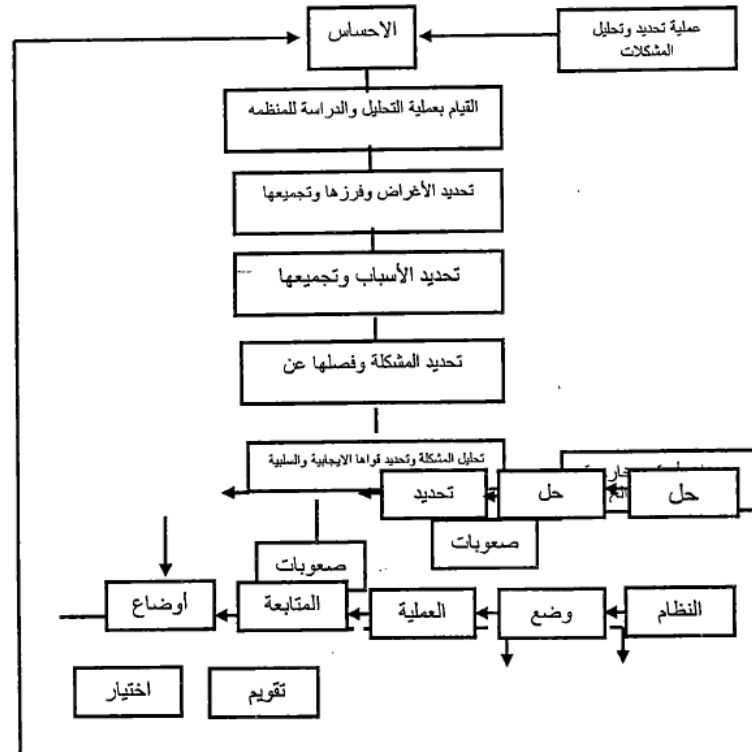 الاحساس
عملية تحديد وتحليل
المشكلات
القيام بعملية التحليل والدراسة للمنظمه
تحديد الأغراض وفرزها وتجميعها
تحديد الأسباب وتجميعها
تحديد المشكلة وفصلها عن
تحليل المشكلة وتحديد قواها الايجابية والسلبية
حل
حل
تحديد
صعوبات
صعوبات
النظام
وضع
العملية
المتابعة
أوضاع
تقويم
اختيار